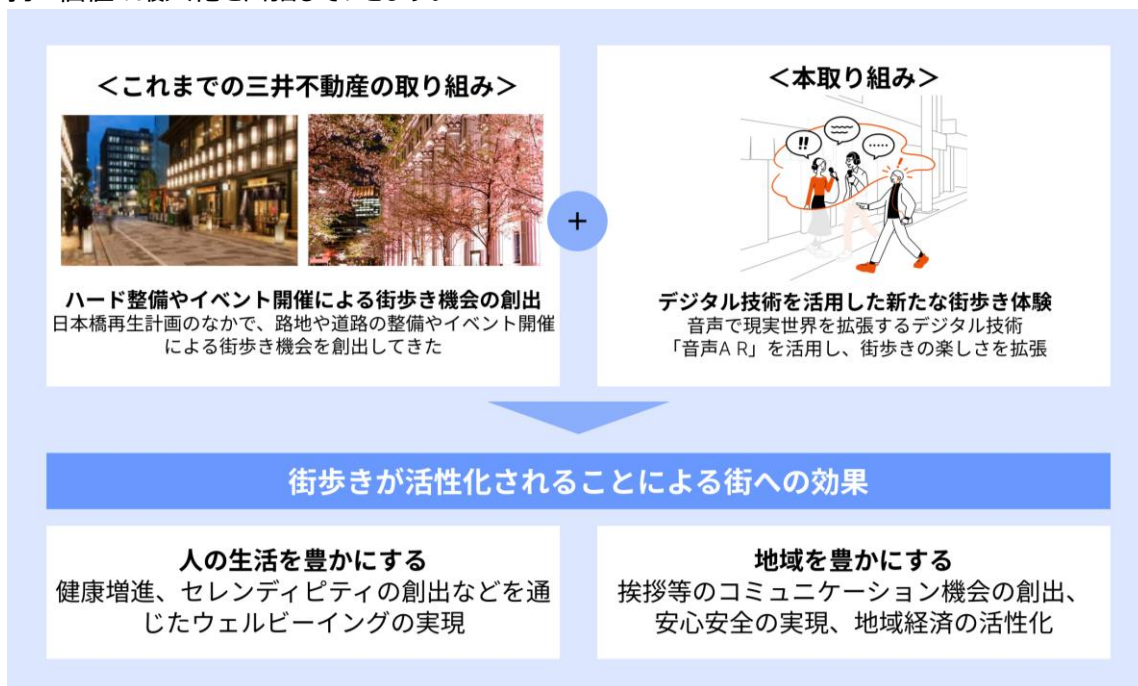 ＜これまでの三井不動産の取り組み＞
ハード整備やイベント開催による街歩き機会の創出
日本橋再生計画のなかで、路地や道路の整備やイベント開催
による街歩き機会を創出してきた
+
＜本取り組み＞
!!
.....
!
デジタル技術を活用した新たな街歩き体験
音声で現実世界を拡張するデジタル技術
「音声AR」を活用し、街歩きの楽しさを拡張
街歩きが活性化されることによる街への効果
人の生活を豊かにする
健康増進、セレンディピティの創出などを通
じたウェルビーイングの実現
地域を豊かにする
挨拶等のコミュニケーション機会の創出、
安心安全の実現、地域経済の活性化